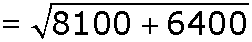 = √8100 + 6400